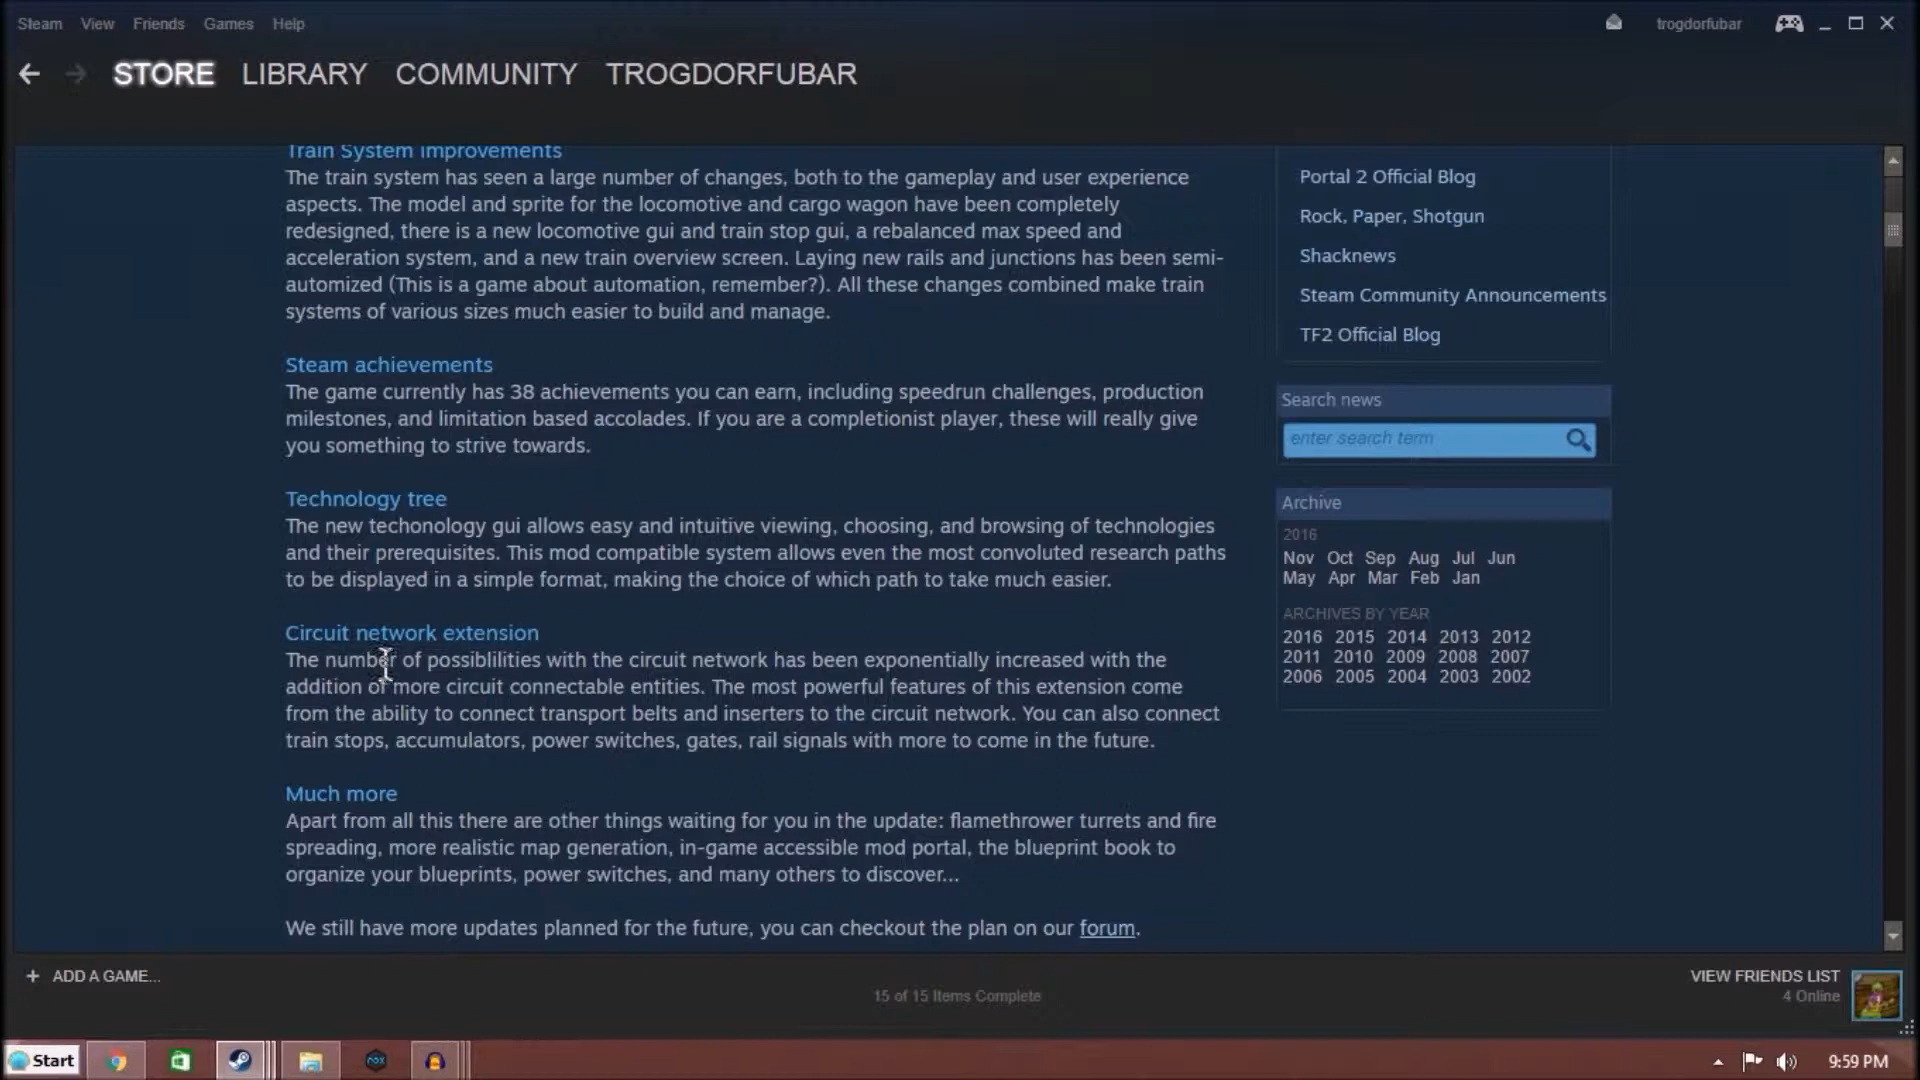 Steam View Friends Games Help
trogdorfubar
STORE LIBRARY COMMUNITY TROGDORFUBAR
Train System improvements
The train system has seen a large number of changes, both to the gameplay and user experience
aspects. The model and sprite for the locomotive and cargo wagon have been completely
redesigned, there is a new locomotive gui and train stop gui, a rebalanced max speed and
acceleration system, and a new train overview screen. Laying new rails and junctions has been semi-
automized (This is a game about automation, remember?). All these changes combined make train
systems of various sizes much easier to build and manage.
Steam achievements
The game currently has 38 achievements you can earn, including speedrun challenges, production
milestones, and limitation based accolades. If you are a completionist player, these will really give
you something to strive towards.
Technology tree
The new techonology gui allows easy and intuitive viewing, choosing, and browsing of technologies
and their prerequisites. This mod compatible system allows even the most convoluted research paths
to be displayed in a simple format, making the choice of which path to take much easier.
Circuit network extension
The number of possiblilities with the circuit network has been exponentially increased with the
addition of more circuit connectable entities. The most powerful features of this extension come
from the ability to connect transport belts and inserters to the circuit network. You can also connect
train stops, accumulators, power switches, gates, rail signals with more to come in the future.
Much more
Apart from all this there are other things waiting for you in the update: flamethrower turrets and fire
spreading, more realistic map generation, in-game accessible mod portal, the blueprint book to
organize your blueprints, power switches, and many others to discover...
We still have more updates planned for the future, you can checkout the plan on our forum.
Portal 2 Official Blog
Rock, Paper, Shotgun
Shacknews
Steam Community Announcements
TF2 Official Blog
Search news
enter search term
Archive
2016
Nov Oct Sep Aug Jul Jun
May Apr Mar Feb Jan
ARCHIVES BY YEAR
2016 2015 2014 2013 2012
2011 2010 2009 2008 2007
2006 2005 2004 2003 2002
+ ADD A GAME...
15 of 15 Items Complete
VIEW FRIENDS LIST
4 Online
Start
nox
9:59 PM